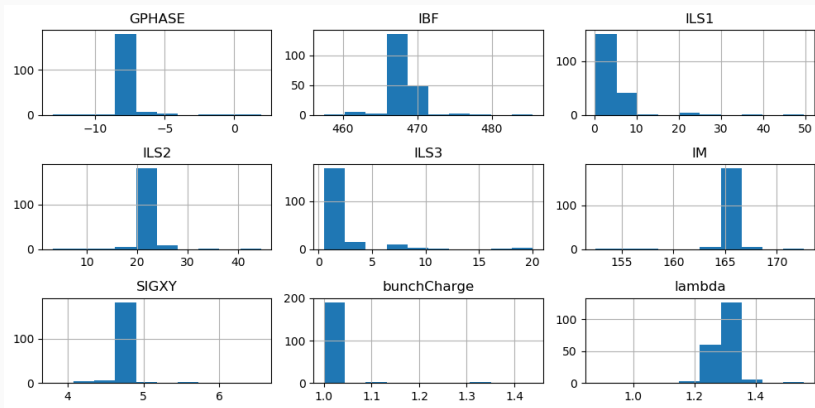 GPHASE IBF ILS1
100 100 100
50
0 0 0
−10 −5 0 460 470 480 0 10 20 30 40 50
ILS2 ILS3 IM
100 100 100
0 0 0
10 20 30 40 0 5 10 15 20 155 160 165 170
SIGXY bunchCharge lambda
200
100 100 100
50
0 0 0
4 5 6 1.0 1.1 1.2 1.3 1.4 1.0 1.2 1.4